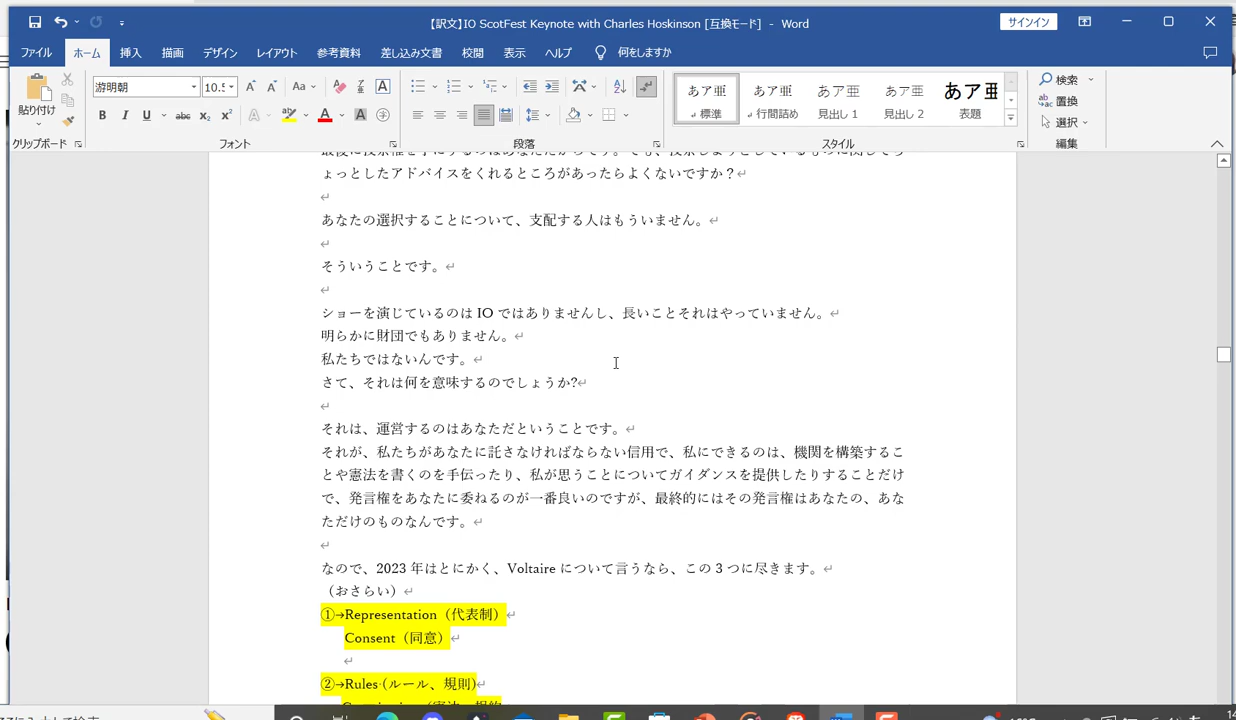 【訳文】IO ScotFest Keynote with Charles Hoskinson [互換モード] - Word
サインイン
ファイル ホーム 挿入 描画 デザイン レイアウト 参考資料 差し込み文書 校閲 表示 ヘルプ 何をしますか
貼り付け
游明朝 10.5
あア亜 あア亜 あア亜 あア亜 あア亜
標準 行間詰め 見出し 1 見出し 2 表題
検索
置換
選択
クリップボード フォント 段落 スタイル 編集
ょっとしたアドバイスをくれるところがあったらよくないですか？
あなたの選択することについて、支配する人はもういません。
そういうことです。
ショーを演じているのは IO ではありませんし、長いことそれはやっていません。
明らかに財団でもありません。
私たちではないんです。
さて、それは何を意味するのでしょうか?
それは、運営するのはあなただということです。
それが、私たちがあなたに託さなければならない信用で、私にできるのは、機関を構築するこ
とや憲法を書くのを手伝ったり、私が思うことについてガイダンスを提供したりすることだけ
で、発言権をあなたに委ねるのが一番良いのですが、最終的にはその発言権はあなたの、あな
ただけのものなんです。
なので、2023 年はとにかく、Voltaire について言うなら、この 3 つに尽きます。
（おさらい）
①→Representation（代表制）
Consent（同意）
②→Rules (ルール、規則)